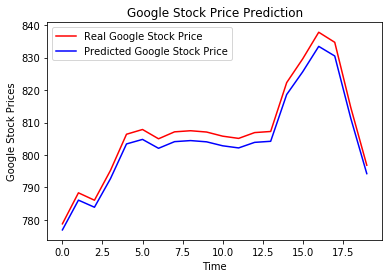 Google Stock Price Prediction
Real Google Stock Price
Predicted Google Stock Price
Google Stock Prices
840
830
820
810
800
790
780
0.0 2.5 5.0 7.5 10.0 12.5 15.0 17.5
Time